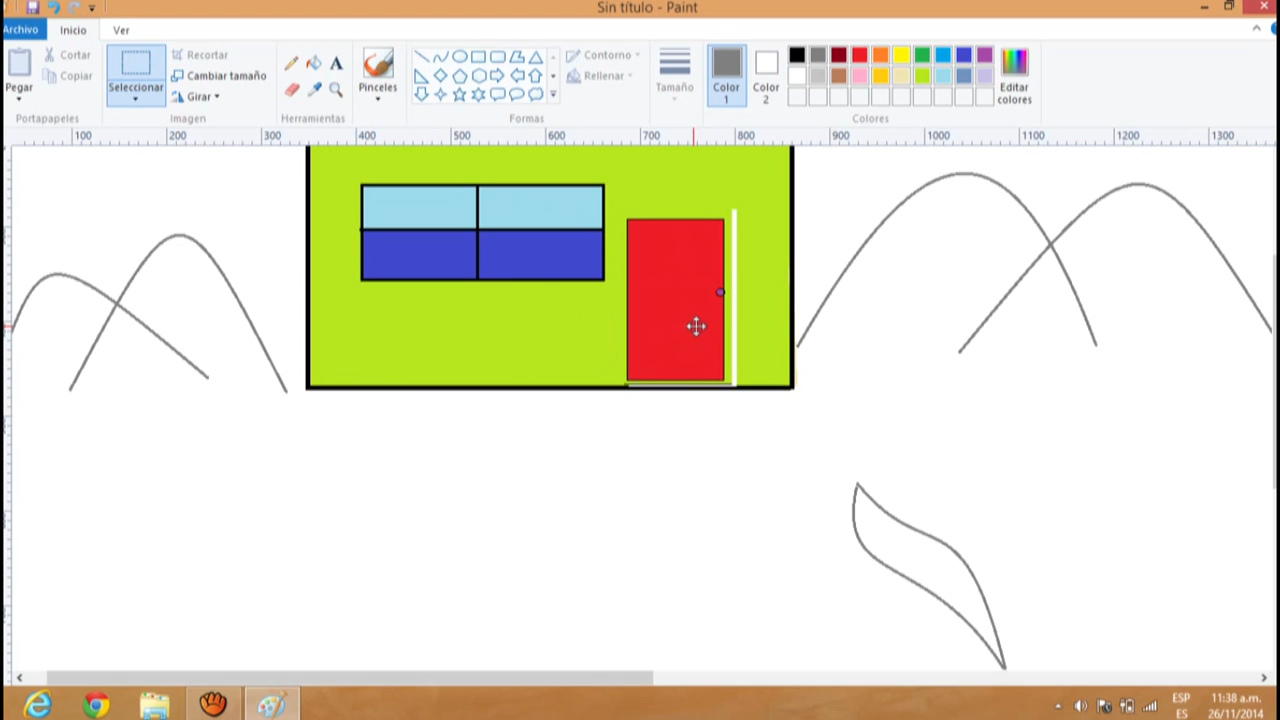 Sin título - Paint
Archivo Inicio Ver
Pegar
Cortar
Copiar
Portapapeles
Seleccionar
Recortar
Cambiar tamaño
Girar
Imagen
A
Herramientas
Pinceles
Formas
Contorno
Rellenar
Tamaño
Color 1
Color 2
Editar colores
Colores
100 200 300 400 500 600 700 800 900 1000 1100 1200 1300
ESP 11:38 a.m.
ES 26/11/2014